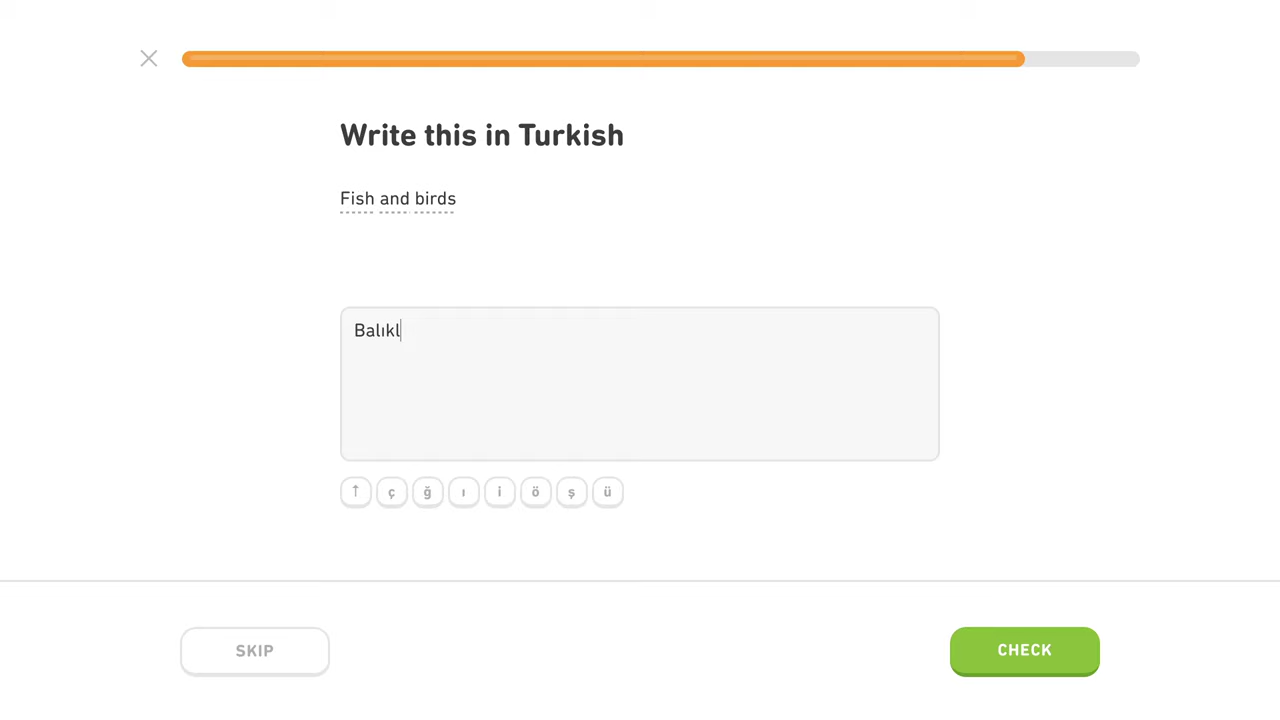 Write this in Turkish
Fish and birds
Balıkl
↑ ç ğ ı i ö ş ü
SKIP
CHECK